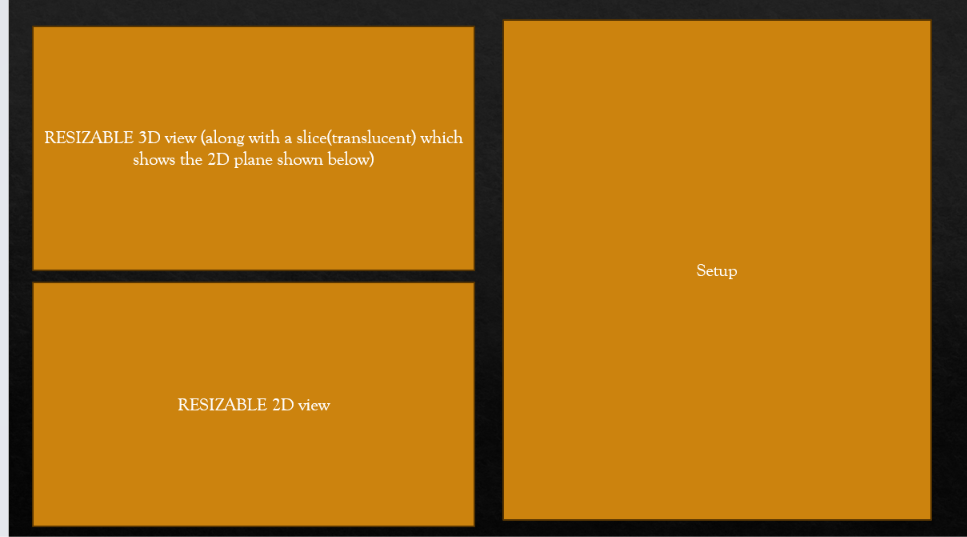 RESIZABLE 3D view (along with a slice(translucent) which
shows the 2D plane shown below)
RESIZABLE 2D view
Setup